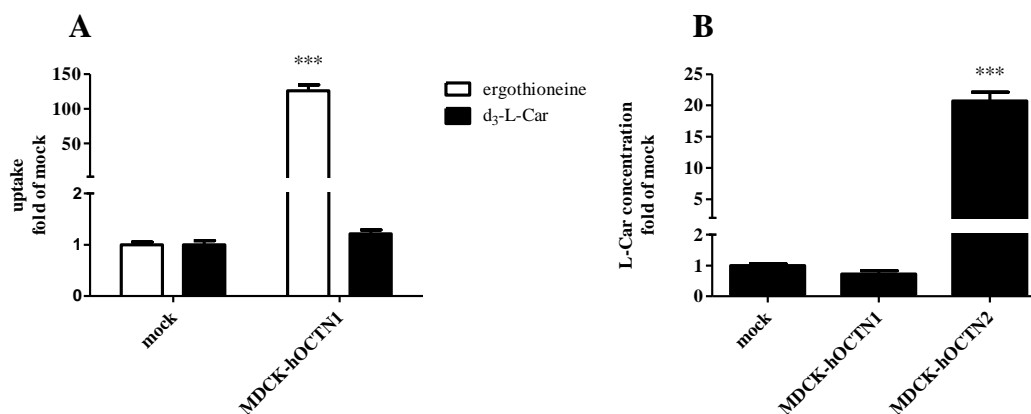 A
***
150
100
50
2
1
0
uptake
fold of mock
mock
MDCK-hOCTN1
ergothioneine
d₃-L-Car
B
***
25
20
15
10
5
2
1
0
L-Car concentration
fold of mock
mock
MDCK-hOCTN1
MDCK-hOCTN2